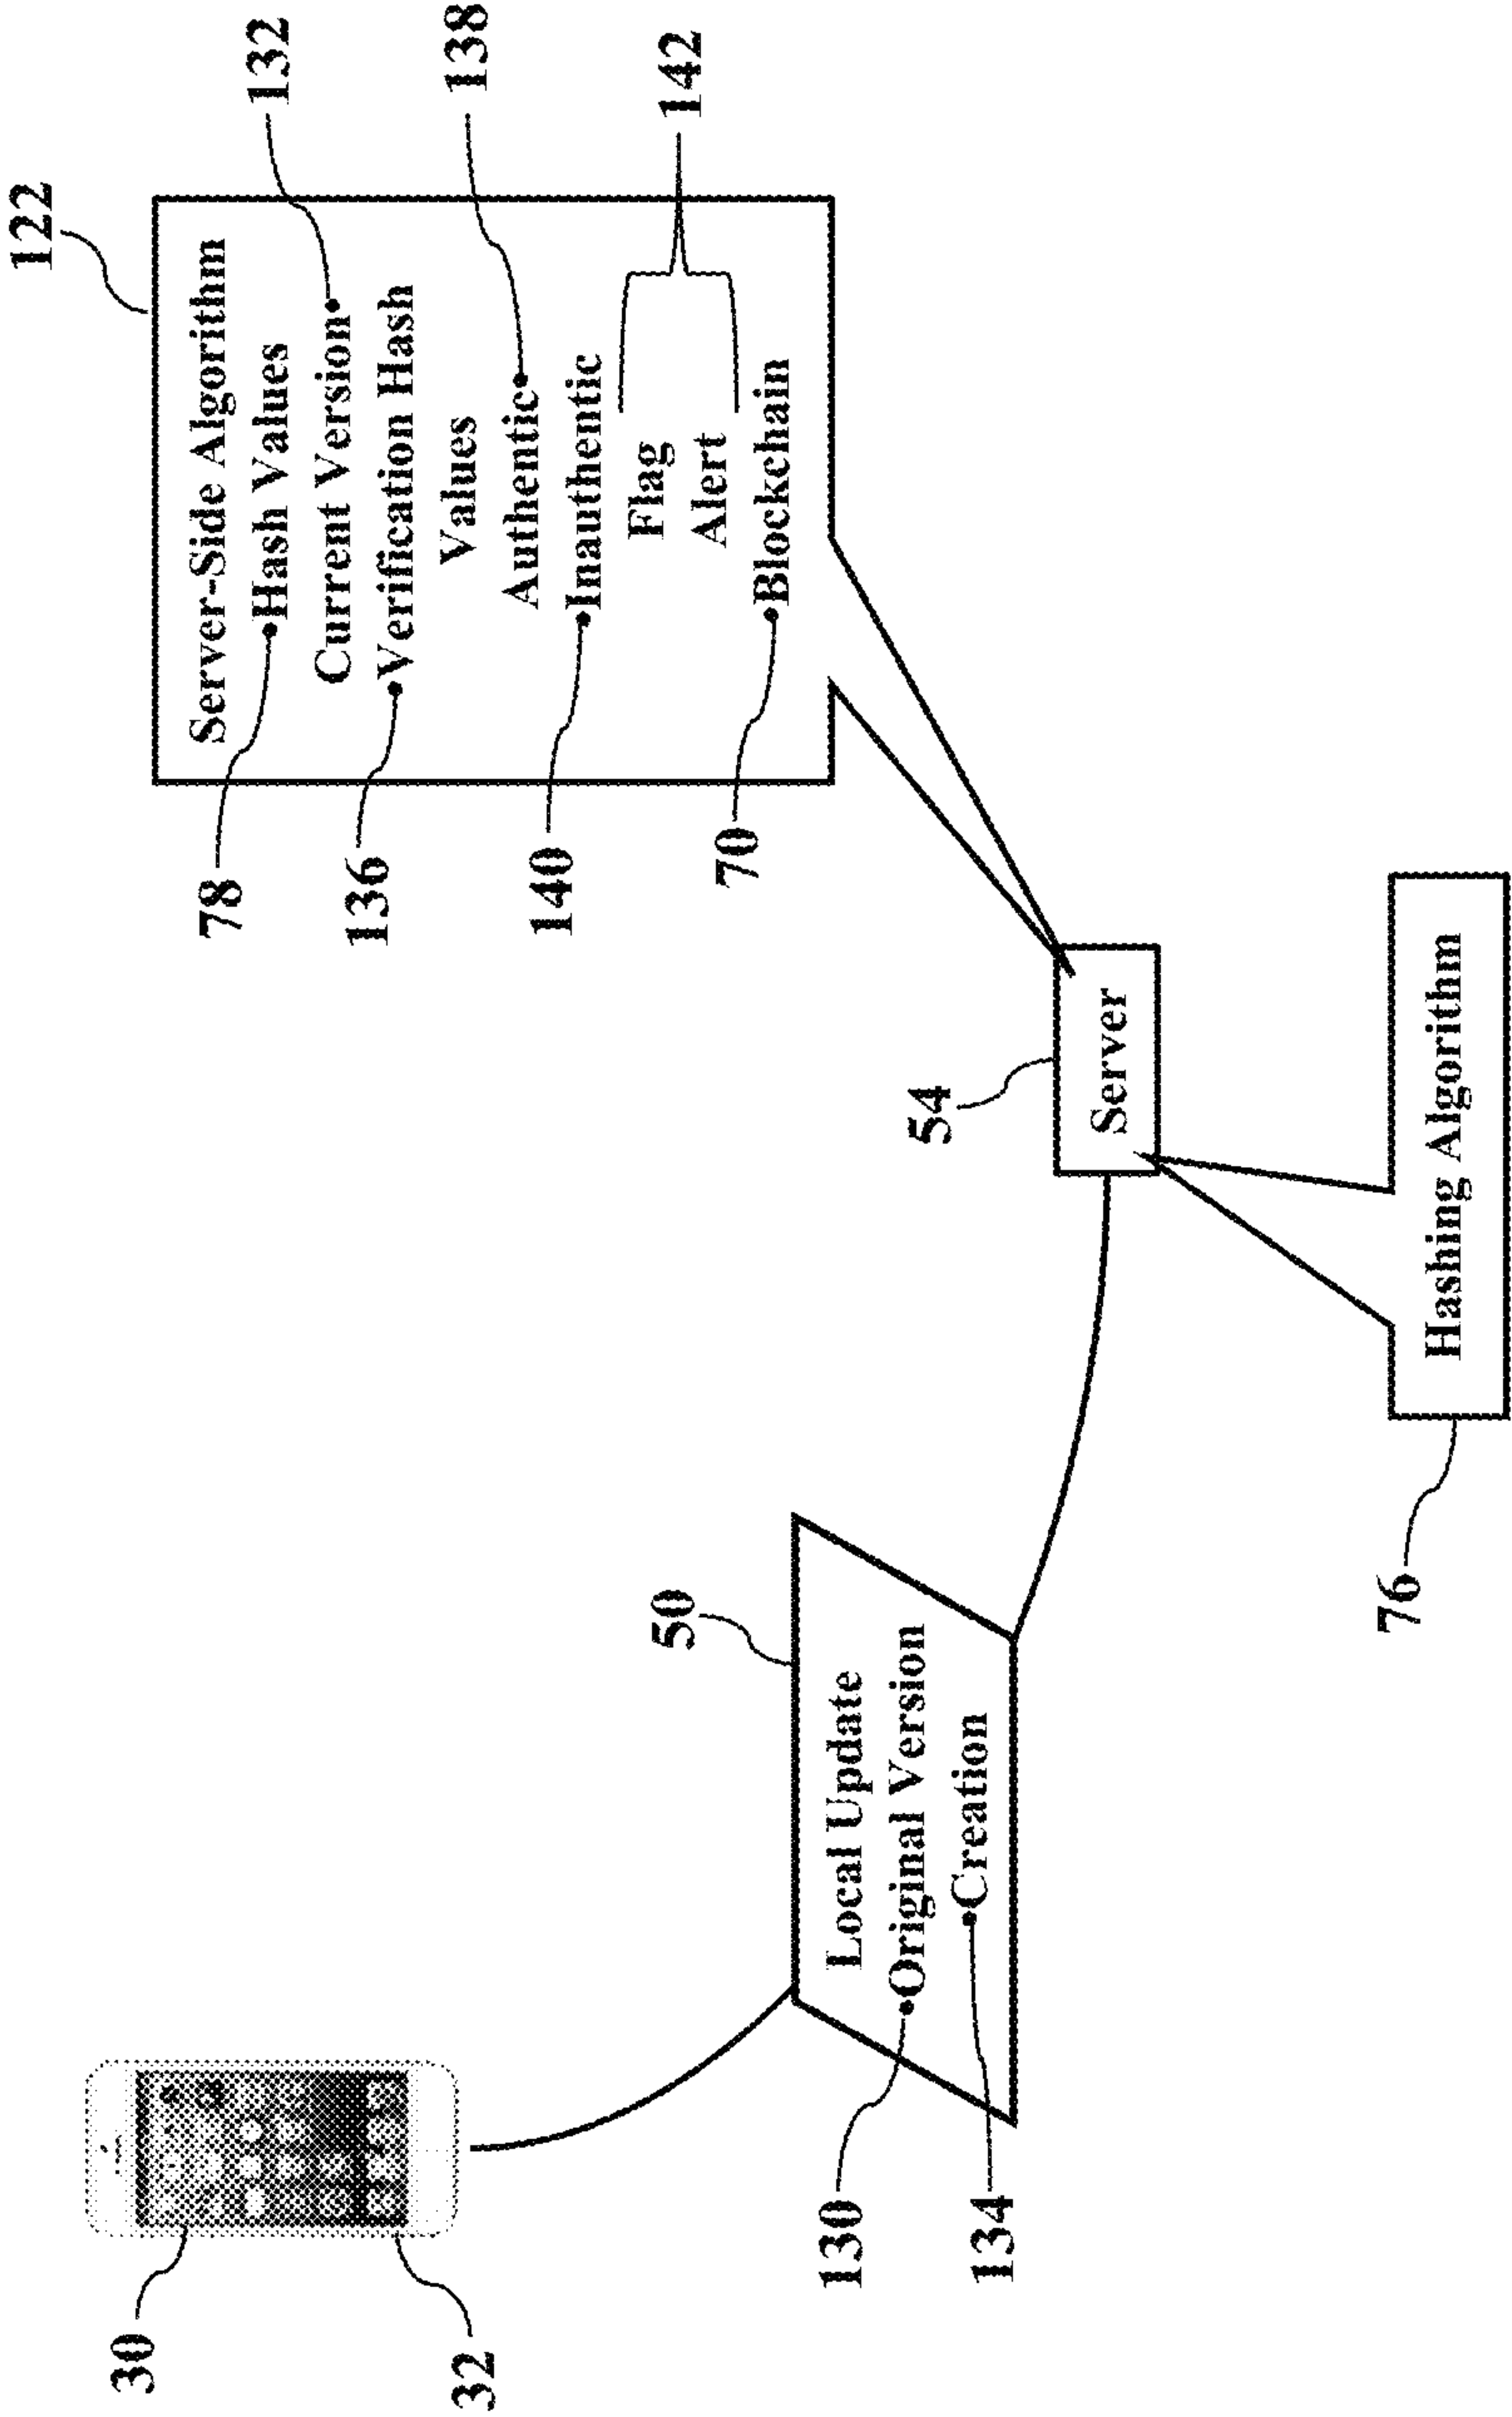 30
32
130
134
50
Local Update
Original Version
Creation
54
Server
76
Hashing Algorithm
122
Server-Side Algorithm
78
Hash Values
Current Version
132
136
Verification Hash
Values
Authentic
138
140
Inauthentic
Flag
Alert
142
70
Blockchain